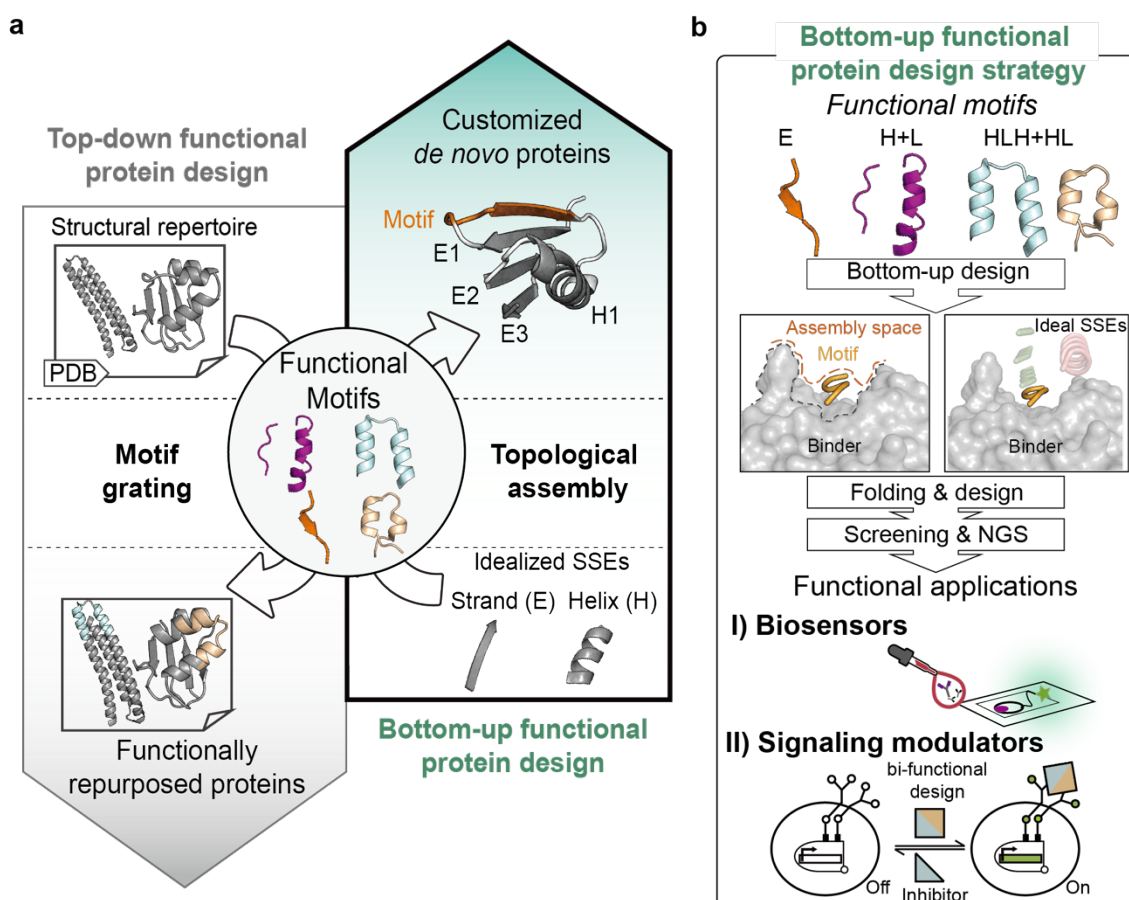 a
Top-down functional
protein design
Structural repertoire
PDB
Motif
grating
Functionally
repurposed proteins
Functional
Motifs
Customized
de novo proteins
Motif
E1
E2
E3
H1
Topological
assembly
Idealized SSEs
Strand (E) Helix (H)
Bottom-up functional
protein design
b
Bottom-up functional
protein design strategy
Functional motifs
E H+L HLH+HL
Bottom-up design
Assembly space
Motif
Binder
Ideal SSEs
Binder
Folding & design
Screening & NGS
Functional applications
I) Biosensors
II) Signaling modulators
bi-functional
design
Off
Inhibitor
On